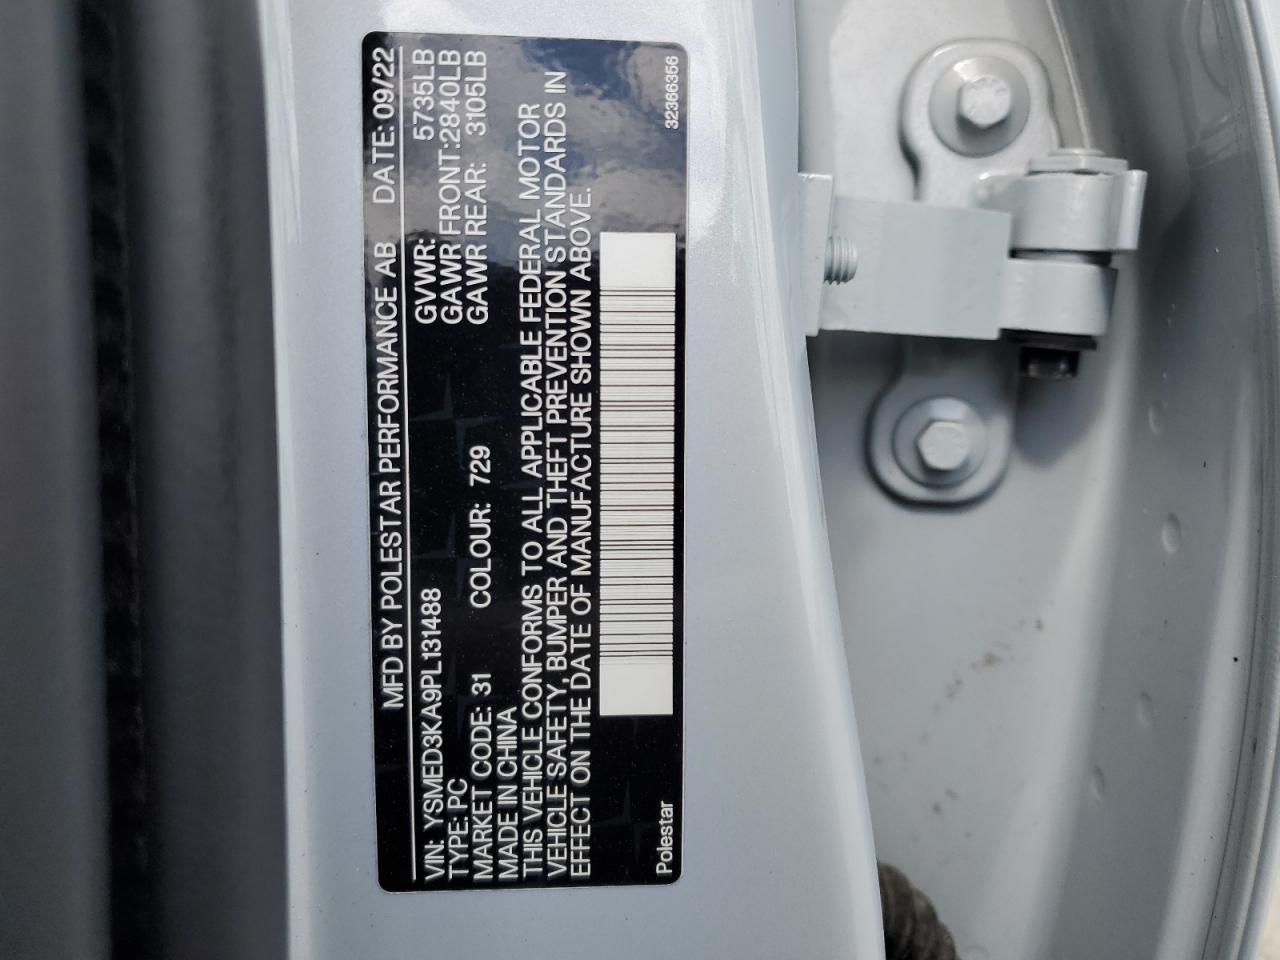 MFD BY POLESTAR PERFORMANCE AB DATE: 09/22
VIN: YSMED3KA9PL131488 GVWR: 5735LB
TYPE: PC GAWR FRONT:2840LB
MARKET CODE: 31 COLOUR: 729 GAWR REAR: 3105LB
MADE IN CHINA
THIS VEHICLE CONFORMS TO ALL APPLICABLE FEDERAL MOTOR
VEHICLE SAFETY, BUMPER AND THEFT PREVENTION STANDARDS IN
EFFECT ON THE DATE OF MANUFACTURE SHOWN ABOVE.
Polestar 32366356